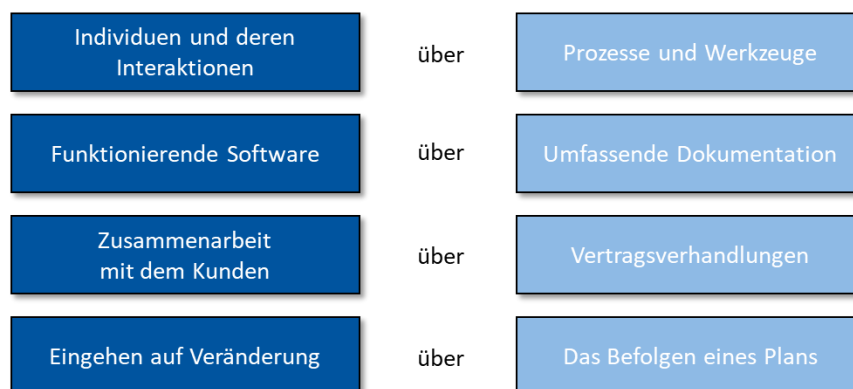 Individuen und deren
Interaktionen
über
Prozesse und Werkzeuge
Funktionierende Software
über
Umfassende Dokumentation
Zusammenarbeit
mit dem Kunden
über
Vertragsverhandlungen
Eingehen auf Veränderung
über
Das Befolgen eines Plans